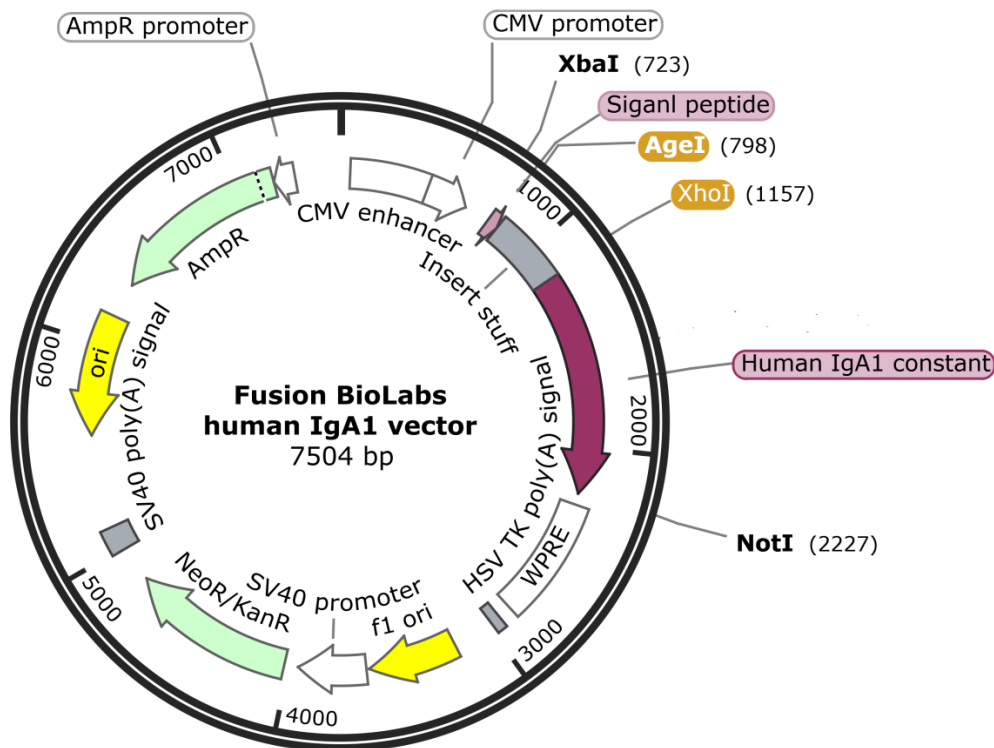 AmpR promoter
CMV promoter
XbaI (723)
Siganl peptide
AgeI (798)
XhoI (1157)
7000
1000
CMV enhancer
AmpR
Insert stuff
6000
ori
SV40 poly(A) signal
Fusion BioLabs
human IgA1 vector
7504 bp
HSV TK poly(A) signal
Human IgA1 constant
2000
NotI (2227)
WPRE
SV40 promoter
NeoR/KanR
f1 ori
5000
3000
4000